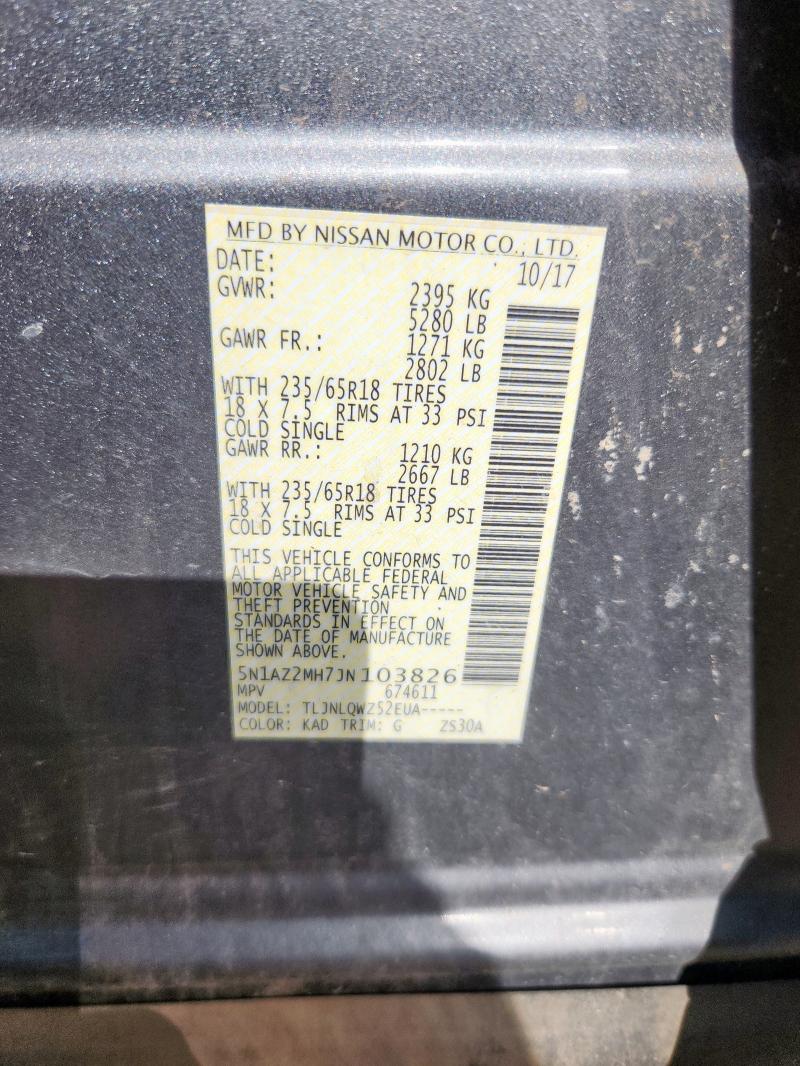 MFD BY NISSAN MOTOR CO., LTD.
DATE: 10/17
GVWR: 2395 KG
5280 LB
GAWR FR.: 1271 KG
2802 LB
WITH 235/65R18 TIRES
18 X 7.5 RIMS AT 33 PSI
COLD SINGLE
GAWR RR.: 1210 KG
2667 LB
WITH 235/65R18 TIRES
18 X 7.5 RIMS AT 33 PSI
COLD SINGLE
THIS VEHICLE CONFORMS TO
ALL APPLICABLE FEDERAL
MOTOR VEHICLE SAFETY AND
THEFT PREVENTION
STANDARDS IN EFFECT ON
THE DATE OF MANUFACTURE
SHOWN ABOVE.
5N1AZ2MH7JN103826
MPV 674611
MODEL: TLJNLQWZ52EUA-----
COLOR: KAD TRIM: G ZS30A